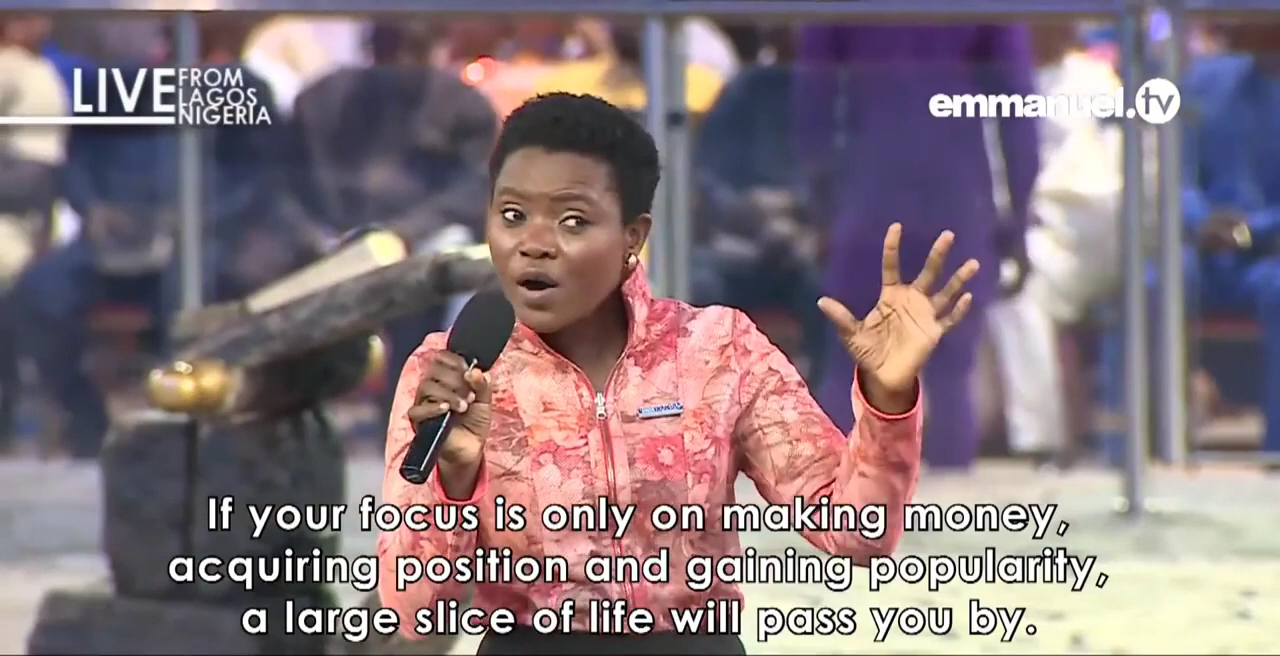 LIVE FROM
LAGOS
NIGERIA
emmanuel.tv
If your focus is only on making money,
acquiring position and gaining popularity,
a large slice of life will pass you by.